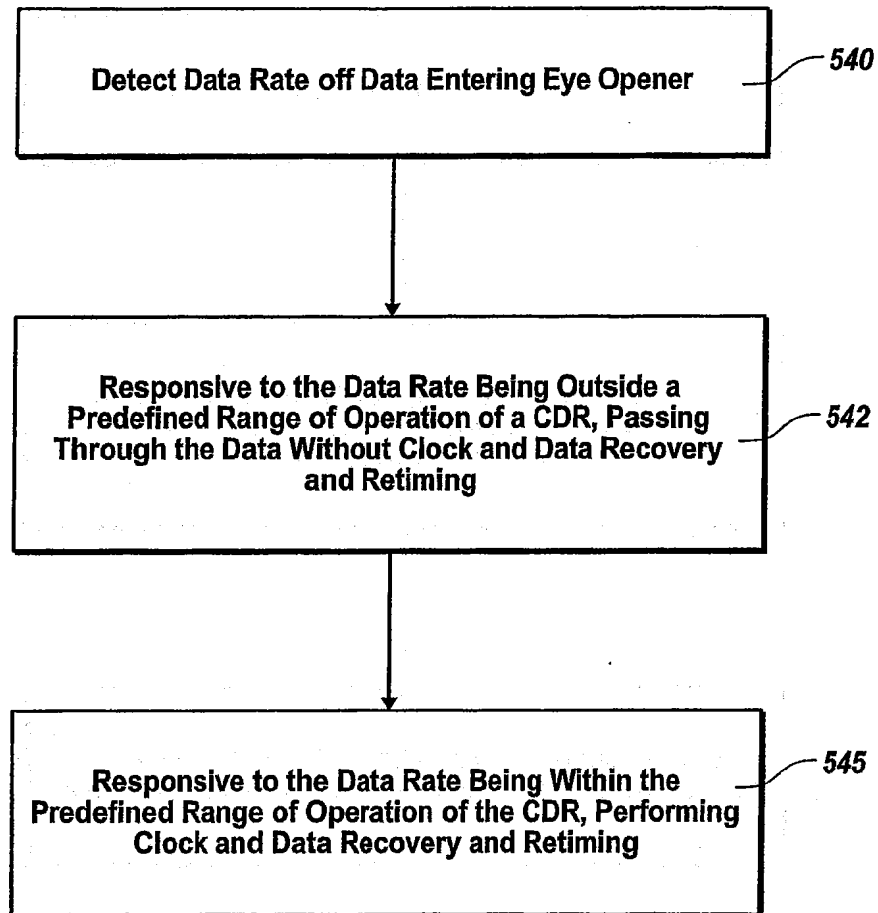 Detect Data Rate off Data Entering Eye Opener
540
Responsive to the Data Rate Being Outside a
Predefined Range of Operation of a CDR, Passing
Through the Data Without Clock and Data Recovery
and Retiming
542
Responsive to the Data Rate Being Within the
Predefined Range of Operation of the CDR, Performing
Clock and Data Recovery and Retiming
545